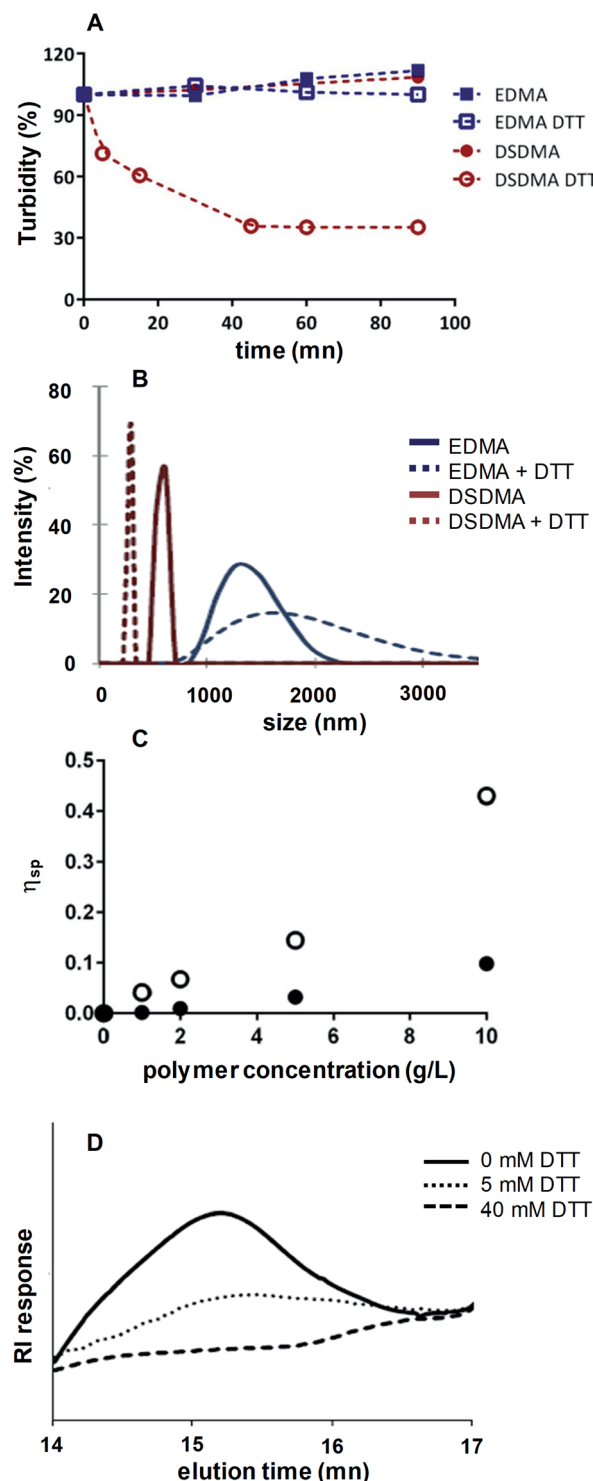 A
Turbidity (%)
120
90
60
30
0
0 20 40 60 80 100
time (mn)
EDMA
EDMA DTT
DSDMA
DSDMA DTT
B
Intensity (%)
80
60
40
20
0
0 1000 2000 3000
size (nm)
EDMA
EDMA + DTT
DSDMA
DSDMA + DTT
C
ηsp
0.5
0.4
0.3
0.2
0.1
0.0
0 2 4 6 8 10
polymer concentration (g/L)
D
RI response
0 mM DTT
5 mM DTT
40 mM DTT
14 15 16 17
elution time (mn)